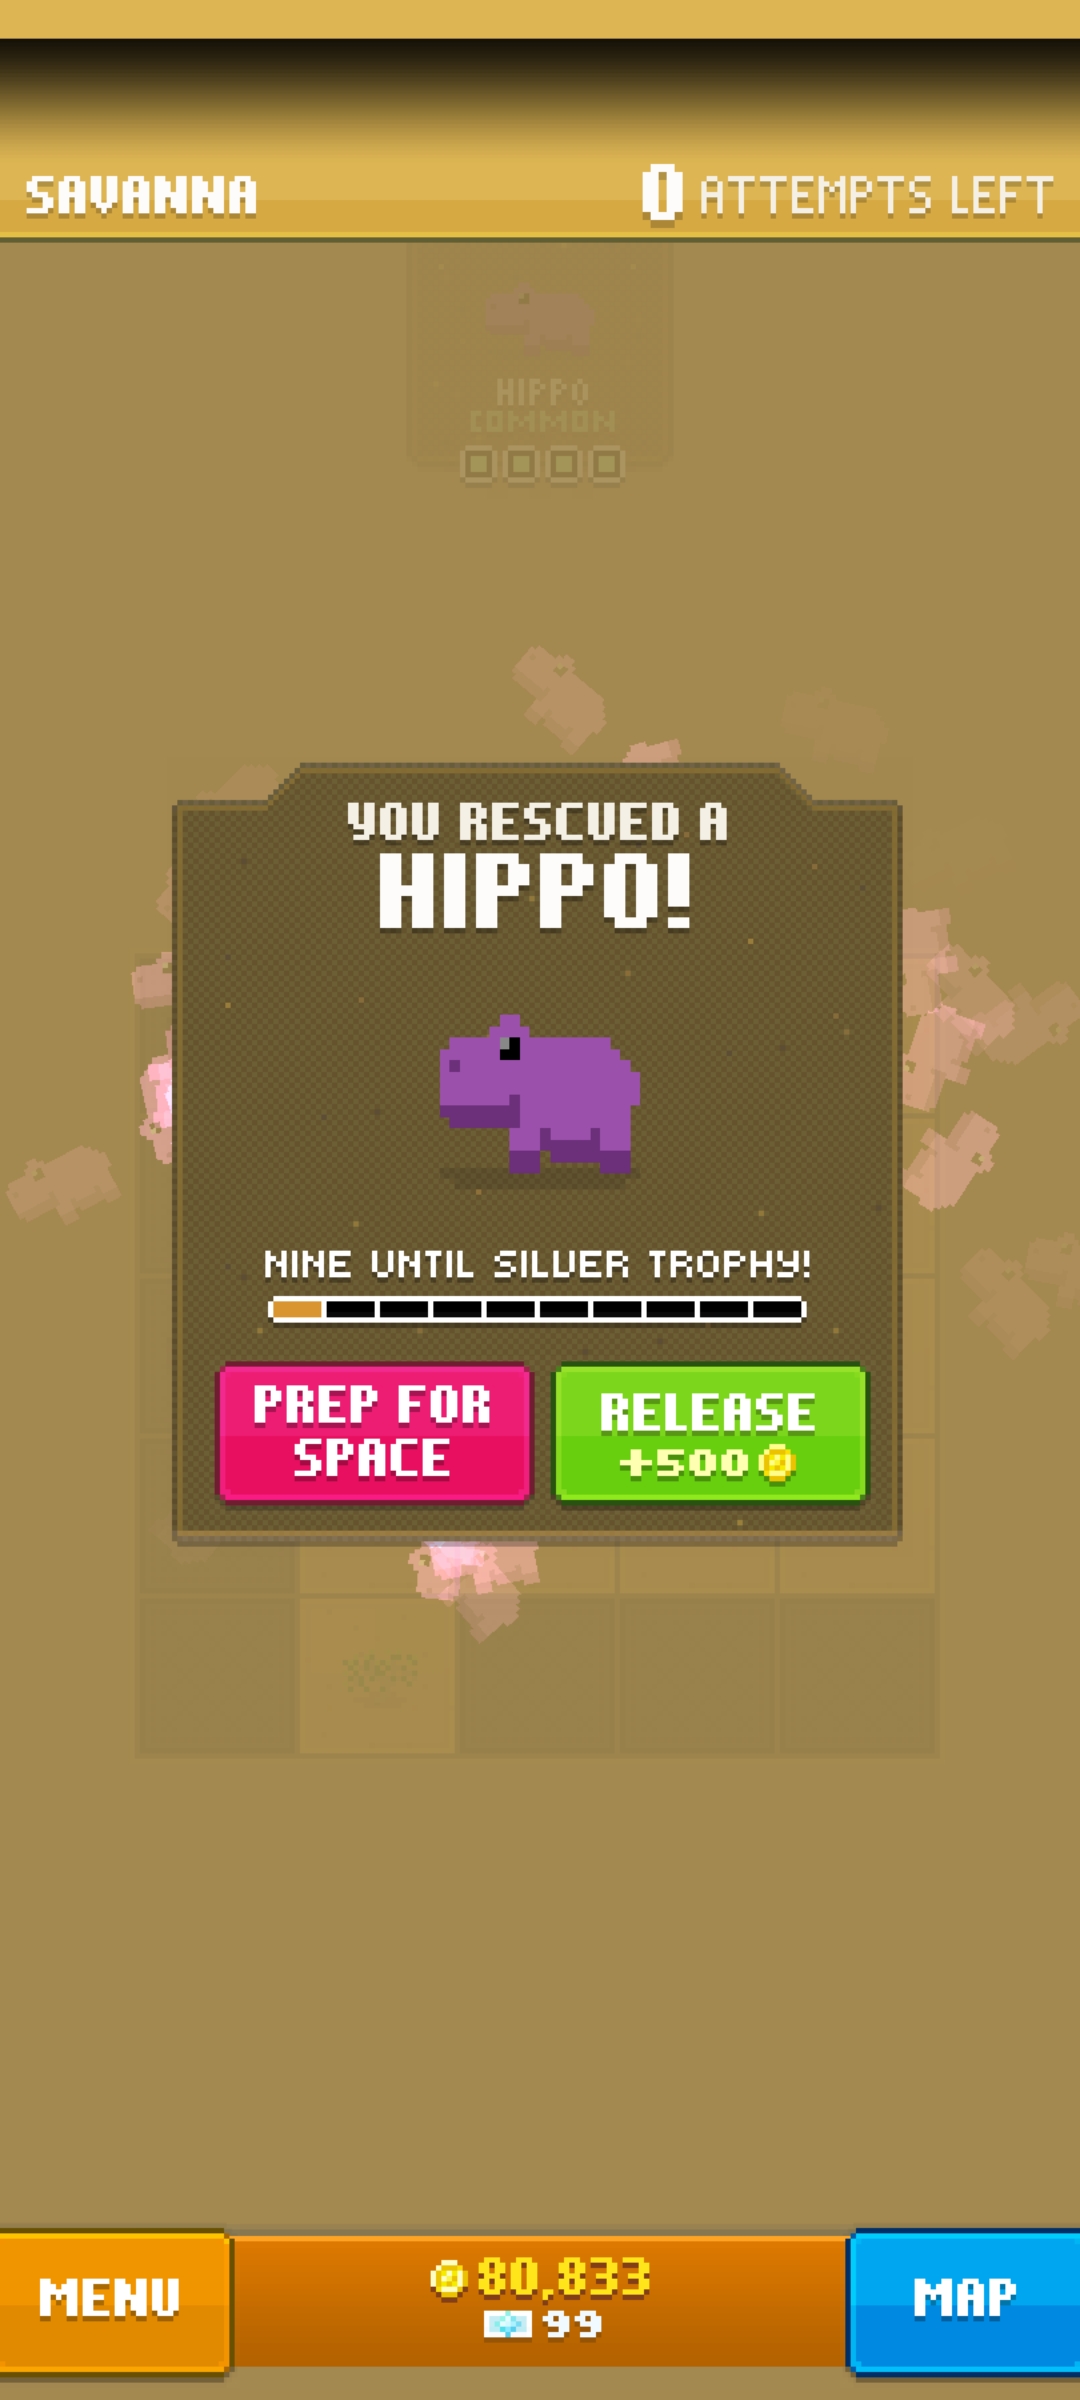 SAVANNA
0 ATTEMPTS LEFT
HIPPO
COMMON
YOU RESCUED A
HIPPO!
NINE UNTIL SILVER TROPHY!
PREP FOR
SPACE
RELEASE
+500
MENU
80,833
99
MAP